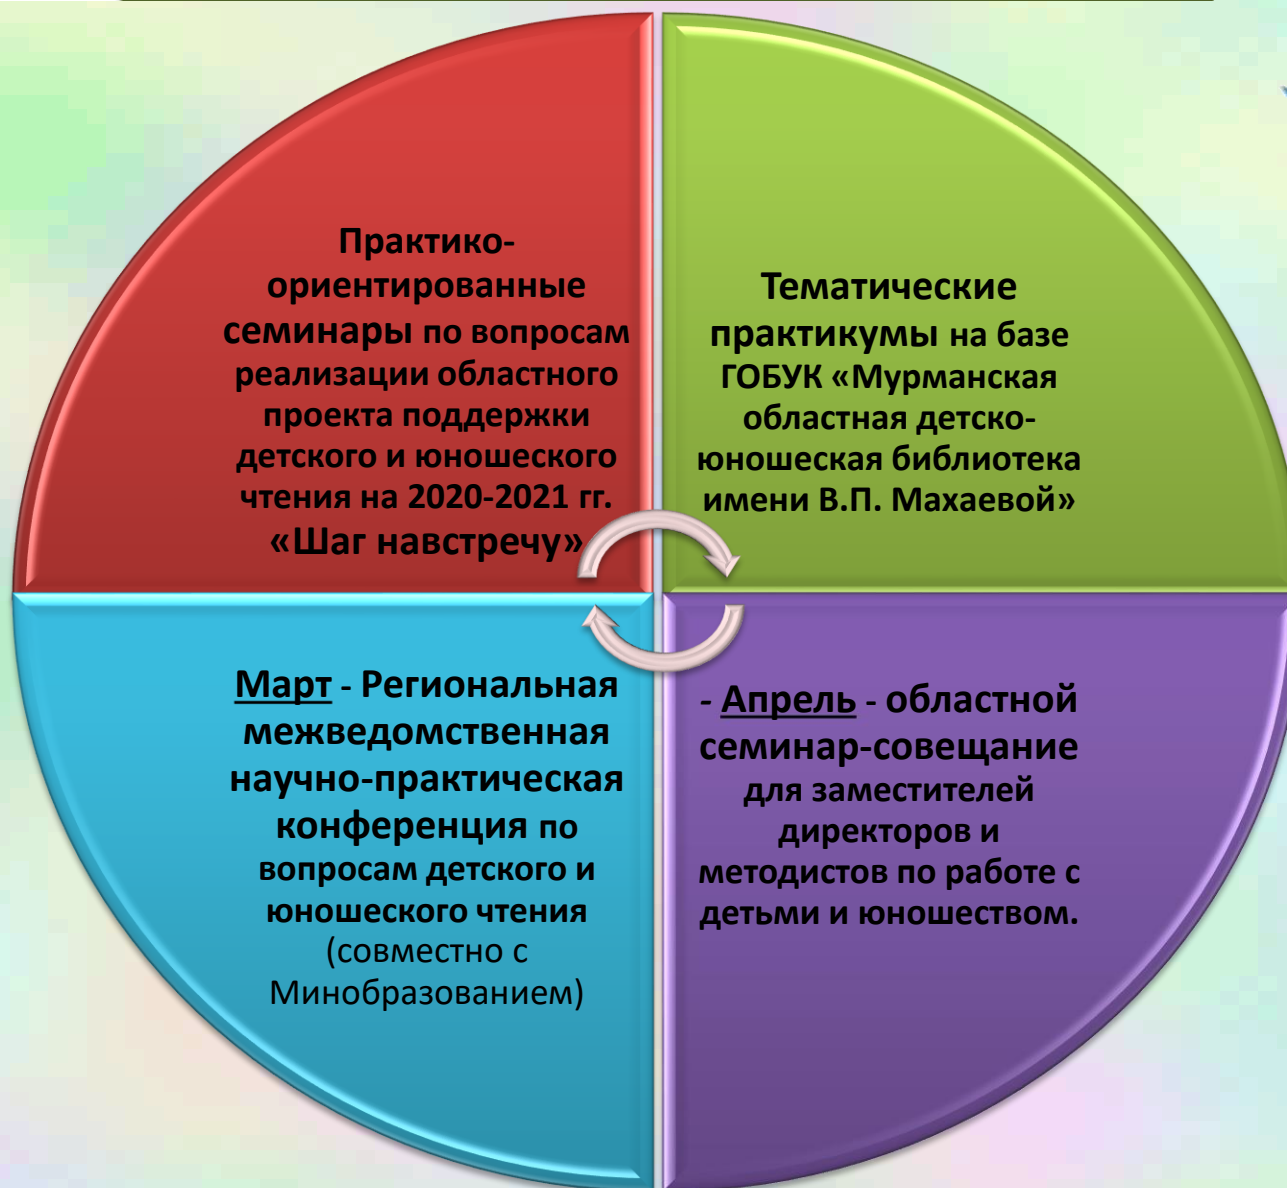 Практико-
ориентированные
семинары по вопросам
реализации областного
проекта поддержки
детского и юношеского
чтения на 2020-2021 гг.
«Шаг навстречу»
Тематические
практикумы на базе
ГОБУК «Мурманская
областная детско-
юношеская библиотека
имени В.П. Махаевой»
Март - Региональная
межведомственная
научно-практическая
конференция по
вопросам детского и
юношеского чтения
(совместно с
Минобразованием)
- Апрель - областной
семинар-совещание
для заместителей
директоров и
методистов по работе с
детьми и юношеством.